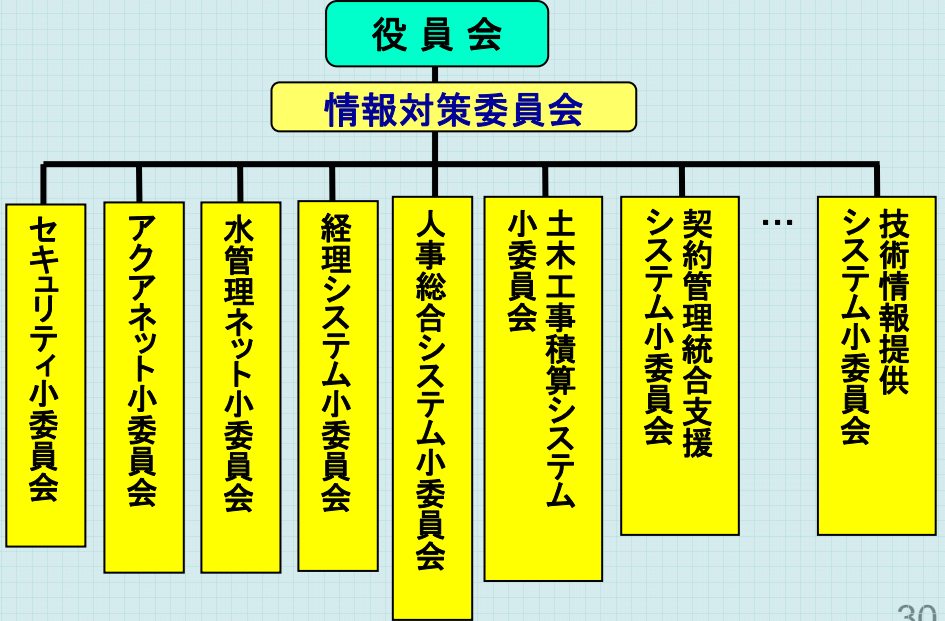 役員会
情報対策委員会
セキュリティ小委員会
アクアネット小委員会
水管理ネット小委員会
経理システム小委員会
人事総合システム小委員会
土木工事積算システム
小委員会
契約管理統合支援
システム小委員会
…
技術情報提供
システム小委員会
30